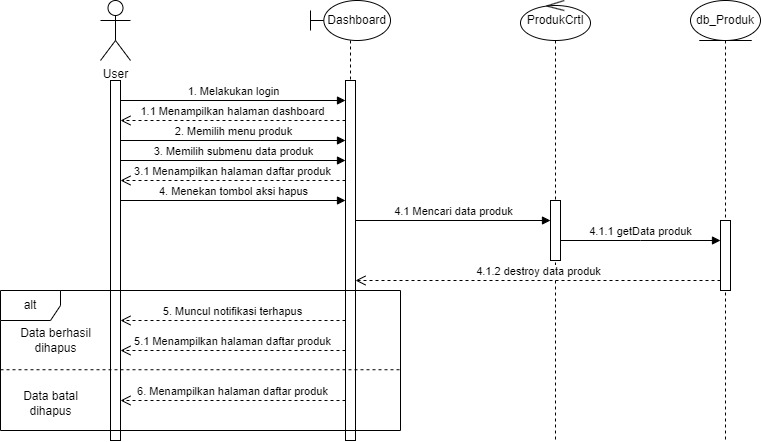 User
Dashboard
ProdukCrtl
db_Produk
1. Melakukan login
1.1 Menampilkan halaman dashboard
2. Memilih menu produk
3. Memilih submenu data produk
3.1 Menampilkan halaman daftar produk
4. Menekan tombol aksi hapus
4.1 Mencari data produk
4.1.1 getData produk
4.1.2 destroy data produk
alt
Data berhasil
dihapus
5. Muncul notifikasi terhapus
5.1 Menampilkan halaman daftar produk
Data batal
dihapus
6. Menampilkan halaman daftar produk